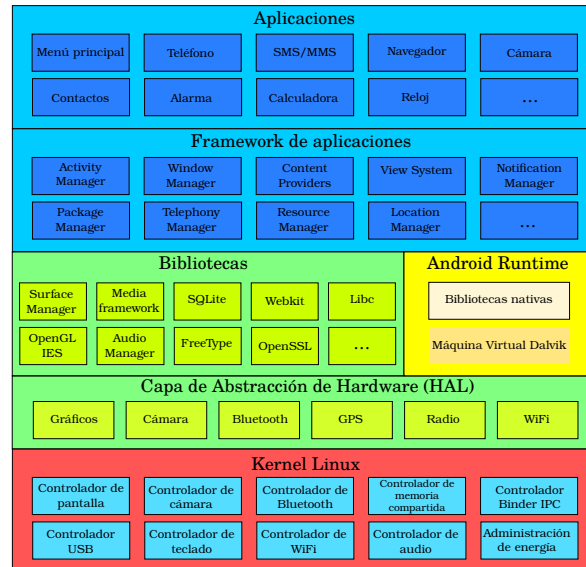 Aplicaciones
Menú principal
Teléfono
SMS/MMS
Navegador
Cámara
Contactos
Alarma
Calculadora
Reloj
...
Framework de aplicaciones
Activity
Manager
Window
Manager
Content
Providers
View System
Notification
Manager
Package
Manager
Telephony
Manager
Resource
Manager
Location
Manager
...
Bibliotecas
Surface
Manager
Media
framework
SQLite
Webkit
Libc
OpenGL
IES
Audio
Manager
FreeType
OpenSSL
...
Android Runtime
Bibliotecas nativas
Máquina Virtual Dalvik
Capa de Abstracción de Hardware (HAL)
Gráficos
Cámara
Bluetooth
GPS
Radio
WiFi
Kernel Linux
Controlador de
pantalla
Controlador de
cámara
Controlador de
Bluetooth
Controlador de
memoria
compartida
Controlador
Binder IPC
Controlador
USB
Controlador de
teclado
Controlador de
WiFi
Controlador de
audio
Administración
de energía